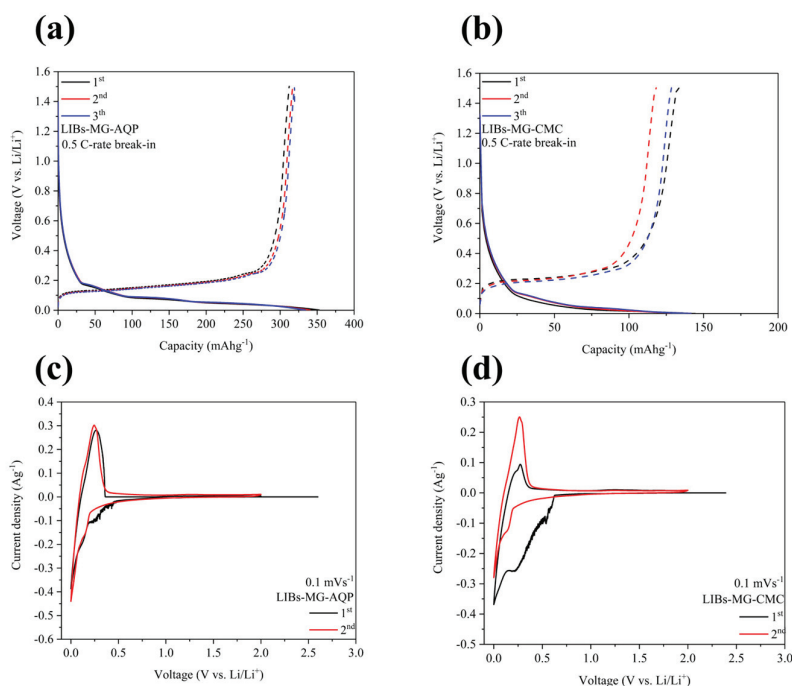 (a)
1.6
1.4
1.2
1.0
0.8
0.6
0.4
0.2
0.0
Voltage (V vs. Li/Li⁺)
1ˢᵗ
2ⁿᵈ
3ᵗʰ
LIBs-MG-AQP
0.5 C-rate break-in
0 50 100 150 200 250 300 350 400
Capacity (mAhg⁻¹)
(b)
1.6
1.4
1.2
1.0
0.8
0.6
0.4
0.2
0.0
Voltage (V vs. Li/Li⁺)
1ˢᵗ
2ⁿᵈ
3ᵗʰ
LIBs-MG-CMC
0.5 C-rate break-in
0 50 100 150 200
Capacity (mAhg⁻¹)
(c)
0.4
0.3
0.2
0.1
0.0
-0.1
-0.2
-0.3
-0.4
-0.5
-0.6
Current density (Ag⁻¹)
0.1 mVs⁻¹
LIBs-MG-AQP
1ˢᵗ
2ⁿᵈ
0.0 0.5 1.0 1.5 2.0 2.5 3.0
Voltage (V vs. Li/Li⁺)
(d)
0.3
0.2
0.1
0.0
-0.1
-0.2
-0.3
-0.4
-0.5
Current density (Ag⁻¹)
0.1 mVs⁻¹
LIBs-MG-CMC
1ˢᵗ
2ⁿᵈ
0.0 0.5 1.0 1.5 2.0 2.5 3.0
Voltage (V vs. Li/Li⁺)